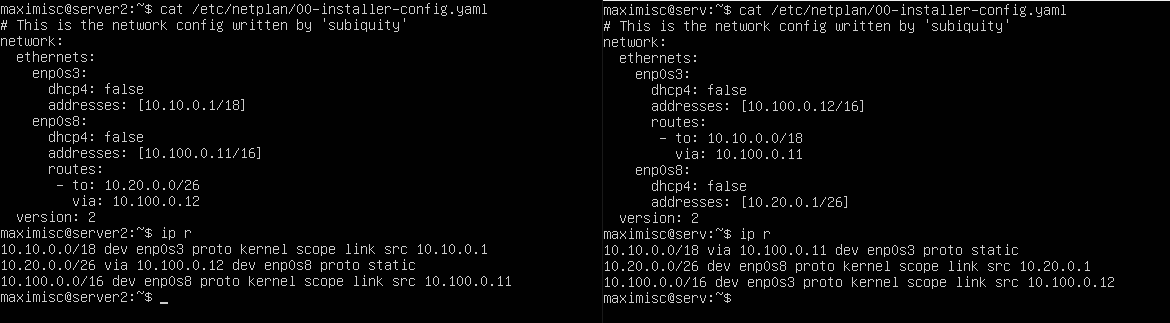 maximisc@server2:~$ cat /etc/netplan/00-installer-config.yaml
# This is the network config written by 'subiquity'
network:
  ethernets:
    enp0s3:
      dhcp4: false
      addresses: [10.10.0.1/18]
    enp0s8:
      dhcp4: false
      addresses: [10.100.0.11/16]
      routes:
       - to: 10.20.0.0/26
         via: 10.100.0.12
  version: 2
maximisc@server2:~$ ip r
10.10.0.0/18 dev enp0s3 proto kernel scope link src 10.10.0.1
10.20.0.0/26 via 10.100.0.12 dev enp0s8 proto static
10.100.0.0/16 dev enp0s8 proto kernel scope link src 10.100.0.11
maximisc@server2:~$ _
maximisc@serv:~$ cat /etc/netplan/00-installer-config.yaml
# This is the network config written by 'subiquity'
network:
  ethernets:
    enp0s3:
      dhcp4: false
      addresses: [10.100.0.12/16]
      routes:
       - to: 10.10.0.0/18
         via: 10.100.0.11
    enp0s8:
      dhcp4: false
      addresses: [10.20.0.1/26]
  version: 2
maximisc@serv:~$ ip r
10.10.0.0/18 via 10.100.0.11 dev enp0s3 proto static
10.20.0.0/26 dev enp0s8 proto kernel scope link src 10.20.0.1
10.100.0.0/16 dev enp0s3 proto kernel scope link src 10.100.0.12
maximisc@serv:~$